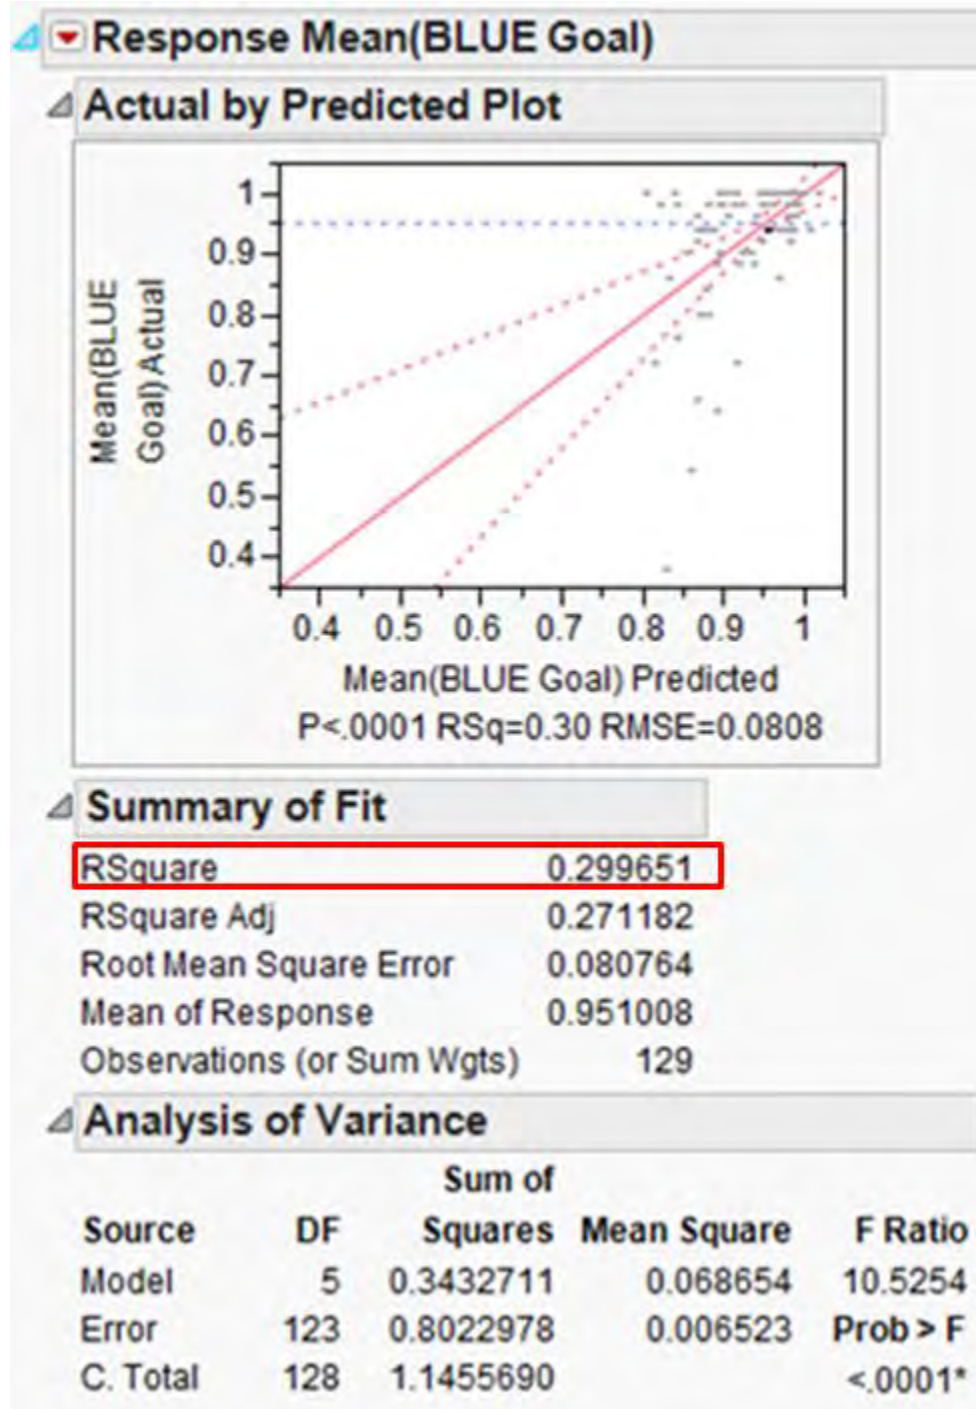 Response Mean(BLUE Goal)
Actual by Predicted Plot
Mean(BLUE
Goal) Actual
1
0.9
0.8
0.7
0.6
0.5
0.4
0.4 0.5 0.6 0.7 0.8 0.9 1
Mean(BLUE Goal) Predicted
P<.0001 RSq=0.30 RMSE=0.0808
Summary of Fit
RSquare 0.299651
RSquare Adj 0.271182
Root Mean Square Error 0.080764
Mean of Response 0.951008
Observations (or Sum Wgts) 129
Analysis of Variance
Sum of
Source DF Squares Mean Square F Ratio
Model 5 0.3432711 0.068654 10.5254
Error 123 0.8022978 0.006523 Prob > F
C. Total 128 1.1455690 <.0001*